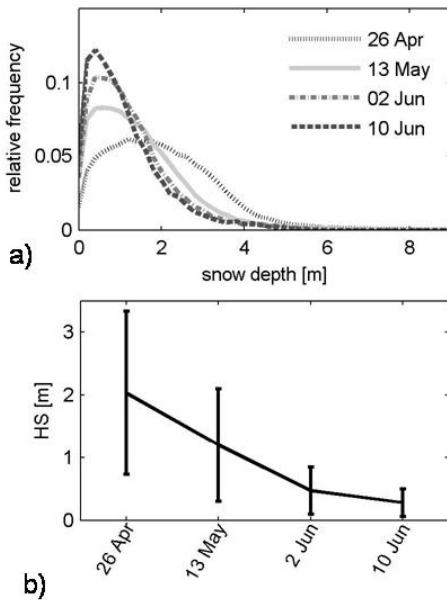 relative frequency
0.1
0.05
0
26 Apr
13 May
02 Jun
10 Jun
0 2 4 6 8
snow depth [m]
a)
HS [m]
3
2
1
0
26 Apr 13 May 2 Jun 10 Jun
b)